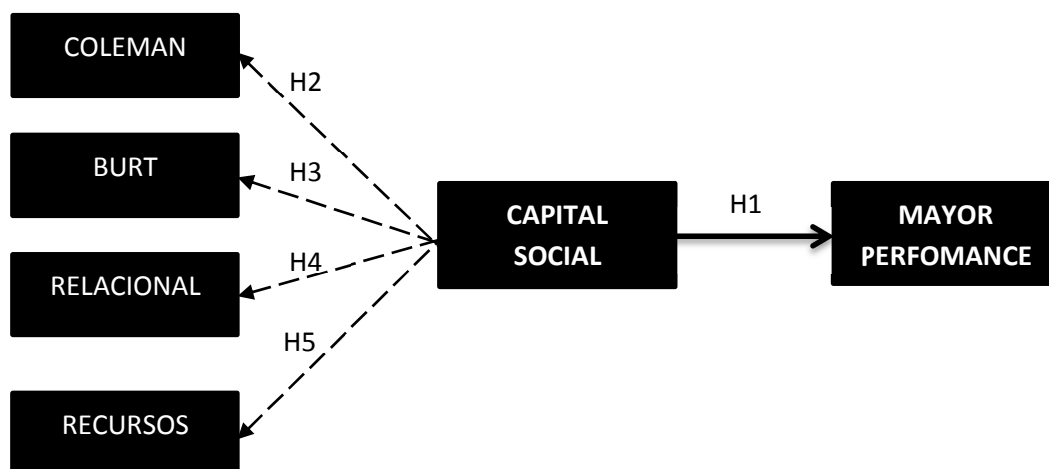 COLEMAN
H2
BURT
H3
RELACIONAL
H4
H5
RECURSOS
CAPITAL
SOCIAL
H1
MAYOR
PERFOMANCE